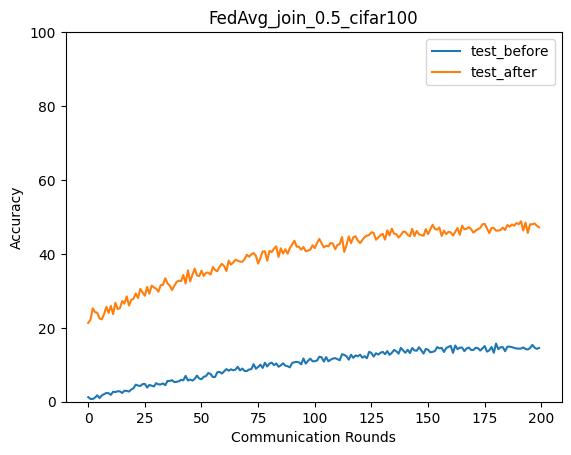 FedAvg_join_0.5_cifar100
test_before
test_after
100
80
60
40
20
0
Accuracy
0 25 50 75 100 125 150 175 200
Communication Rounds